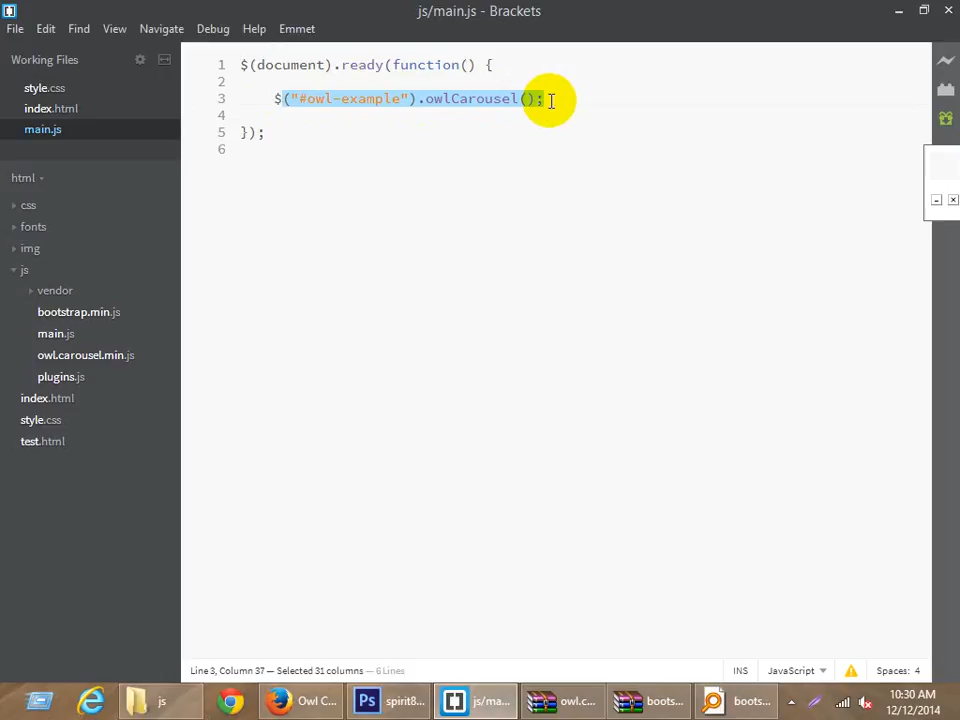 js/main.js - Brackets
File Edit Find View Navigate Debug Help Emmet
Working Files
style.css
index.html
main.js
html
css
fonts
img
js
vendor
bootstrap.min.js
main.js
owl.carousel.min.js
plugins.js
index.html
style.css
test.html
1 $(document).ready(function() {
2
3 $("#owl-example").owlCarousel();
4
5 });
6
Line 3, Column 37 — Selected 31 columns — 6 Lines
INS JavaScript Spaces: 4
js Owl C... spirit8... js/ma... owl.c... boots... boots...
10:30 AM
12/12/2014